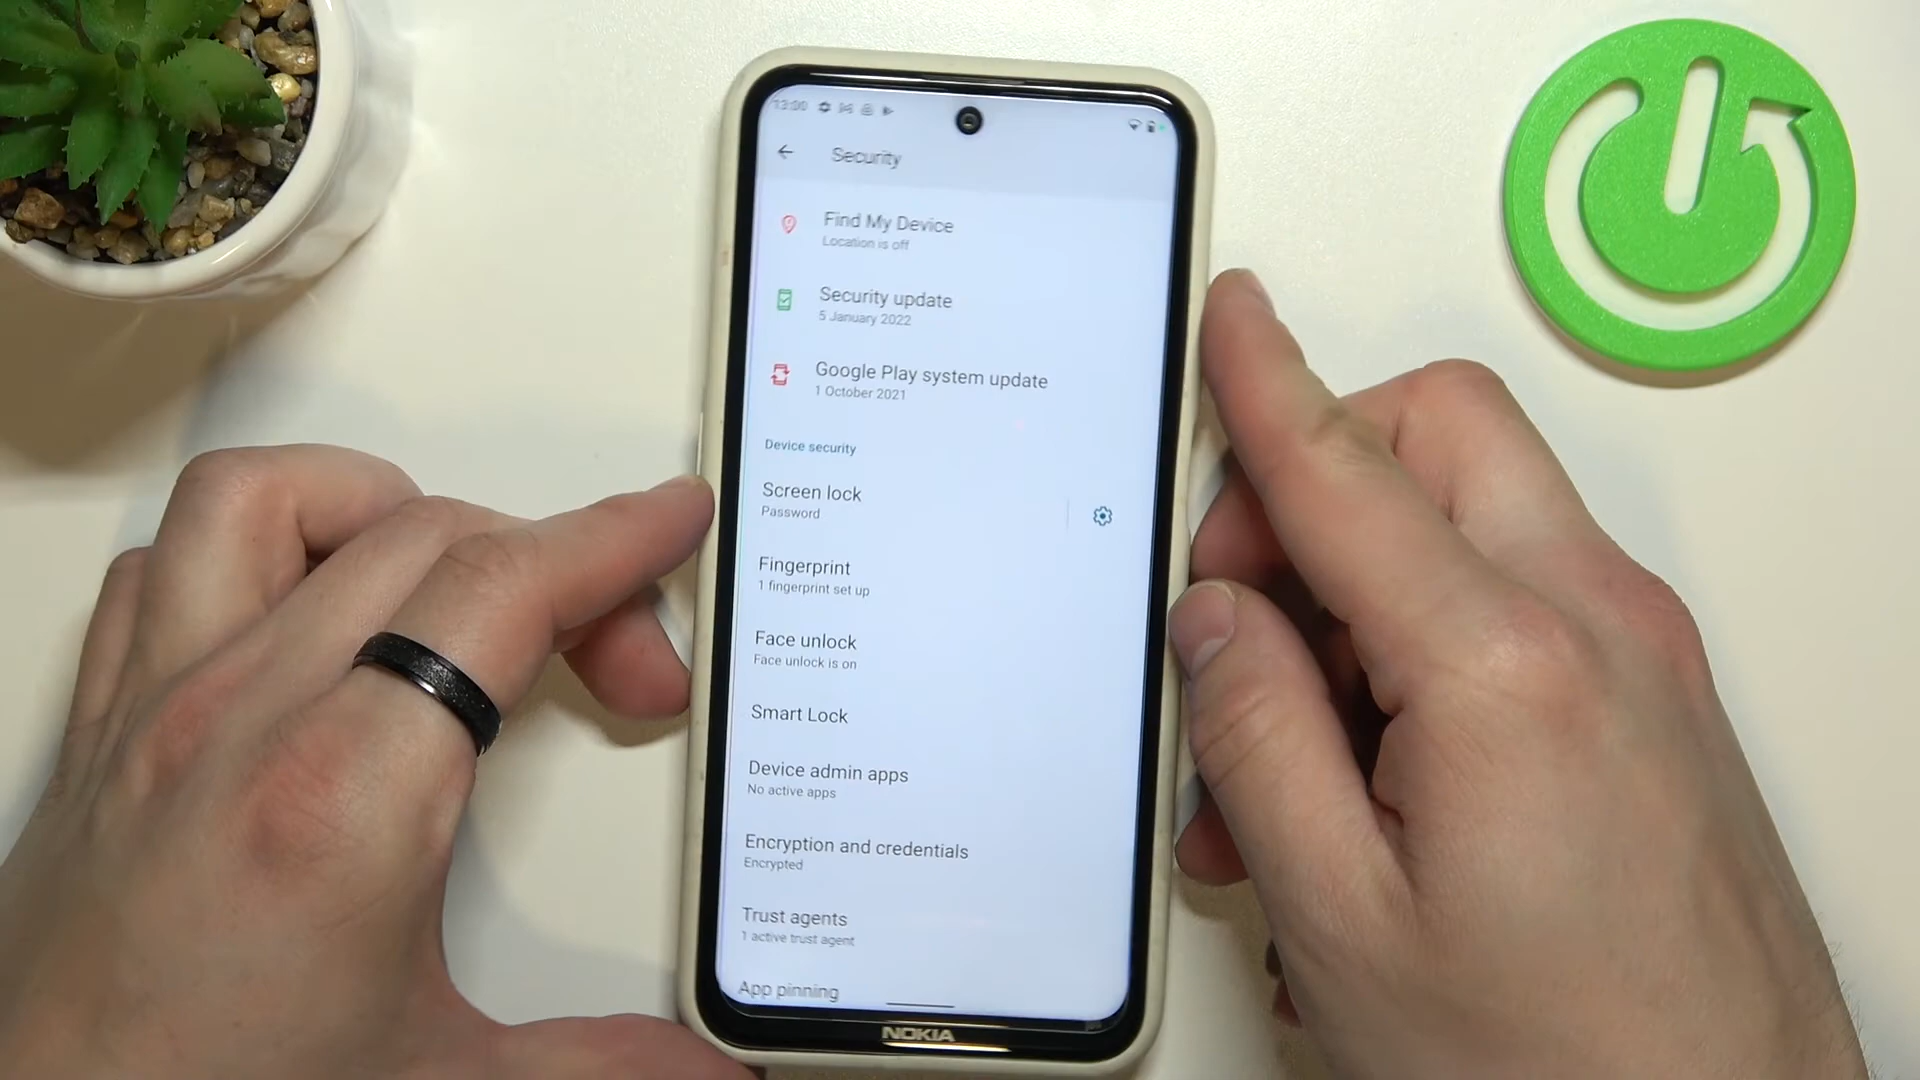 13:00
Security
Find My Device
Location is off
Security update
5 January 2022
Google Play system update
1 October 2021
Device security
Screen lock
Password
Fingerprint
1 fingerprint set up
Face unlock
Face unlock is on
Smart Lock
Device admin apps
No active apps
Encryption and credentials
Encrypted
Trust agents
1 active trust agent
App pinning
NOKIA